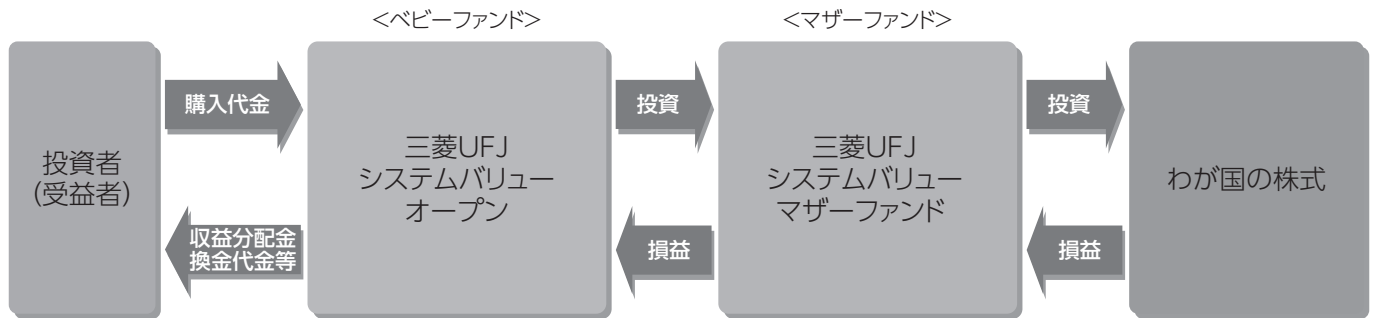 <ベビーファンド>
<マザーファンド>
投資者
(受益者)
購入代金
収益分配金
換金代金等
三菱UFJ
システムバリュー
オープン
投資
損益
三菱UFJ
システムバリュー
マザーファンド
投資
損益
わが国の株式